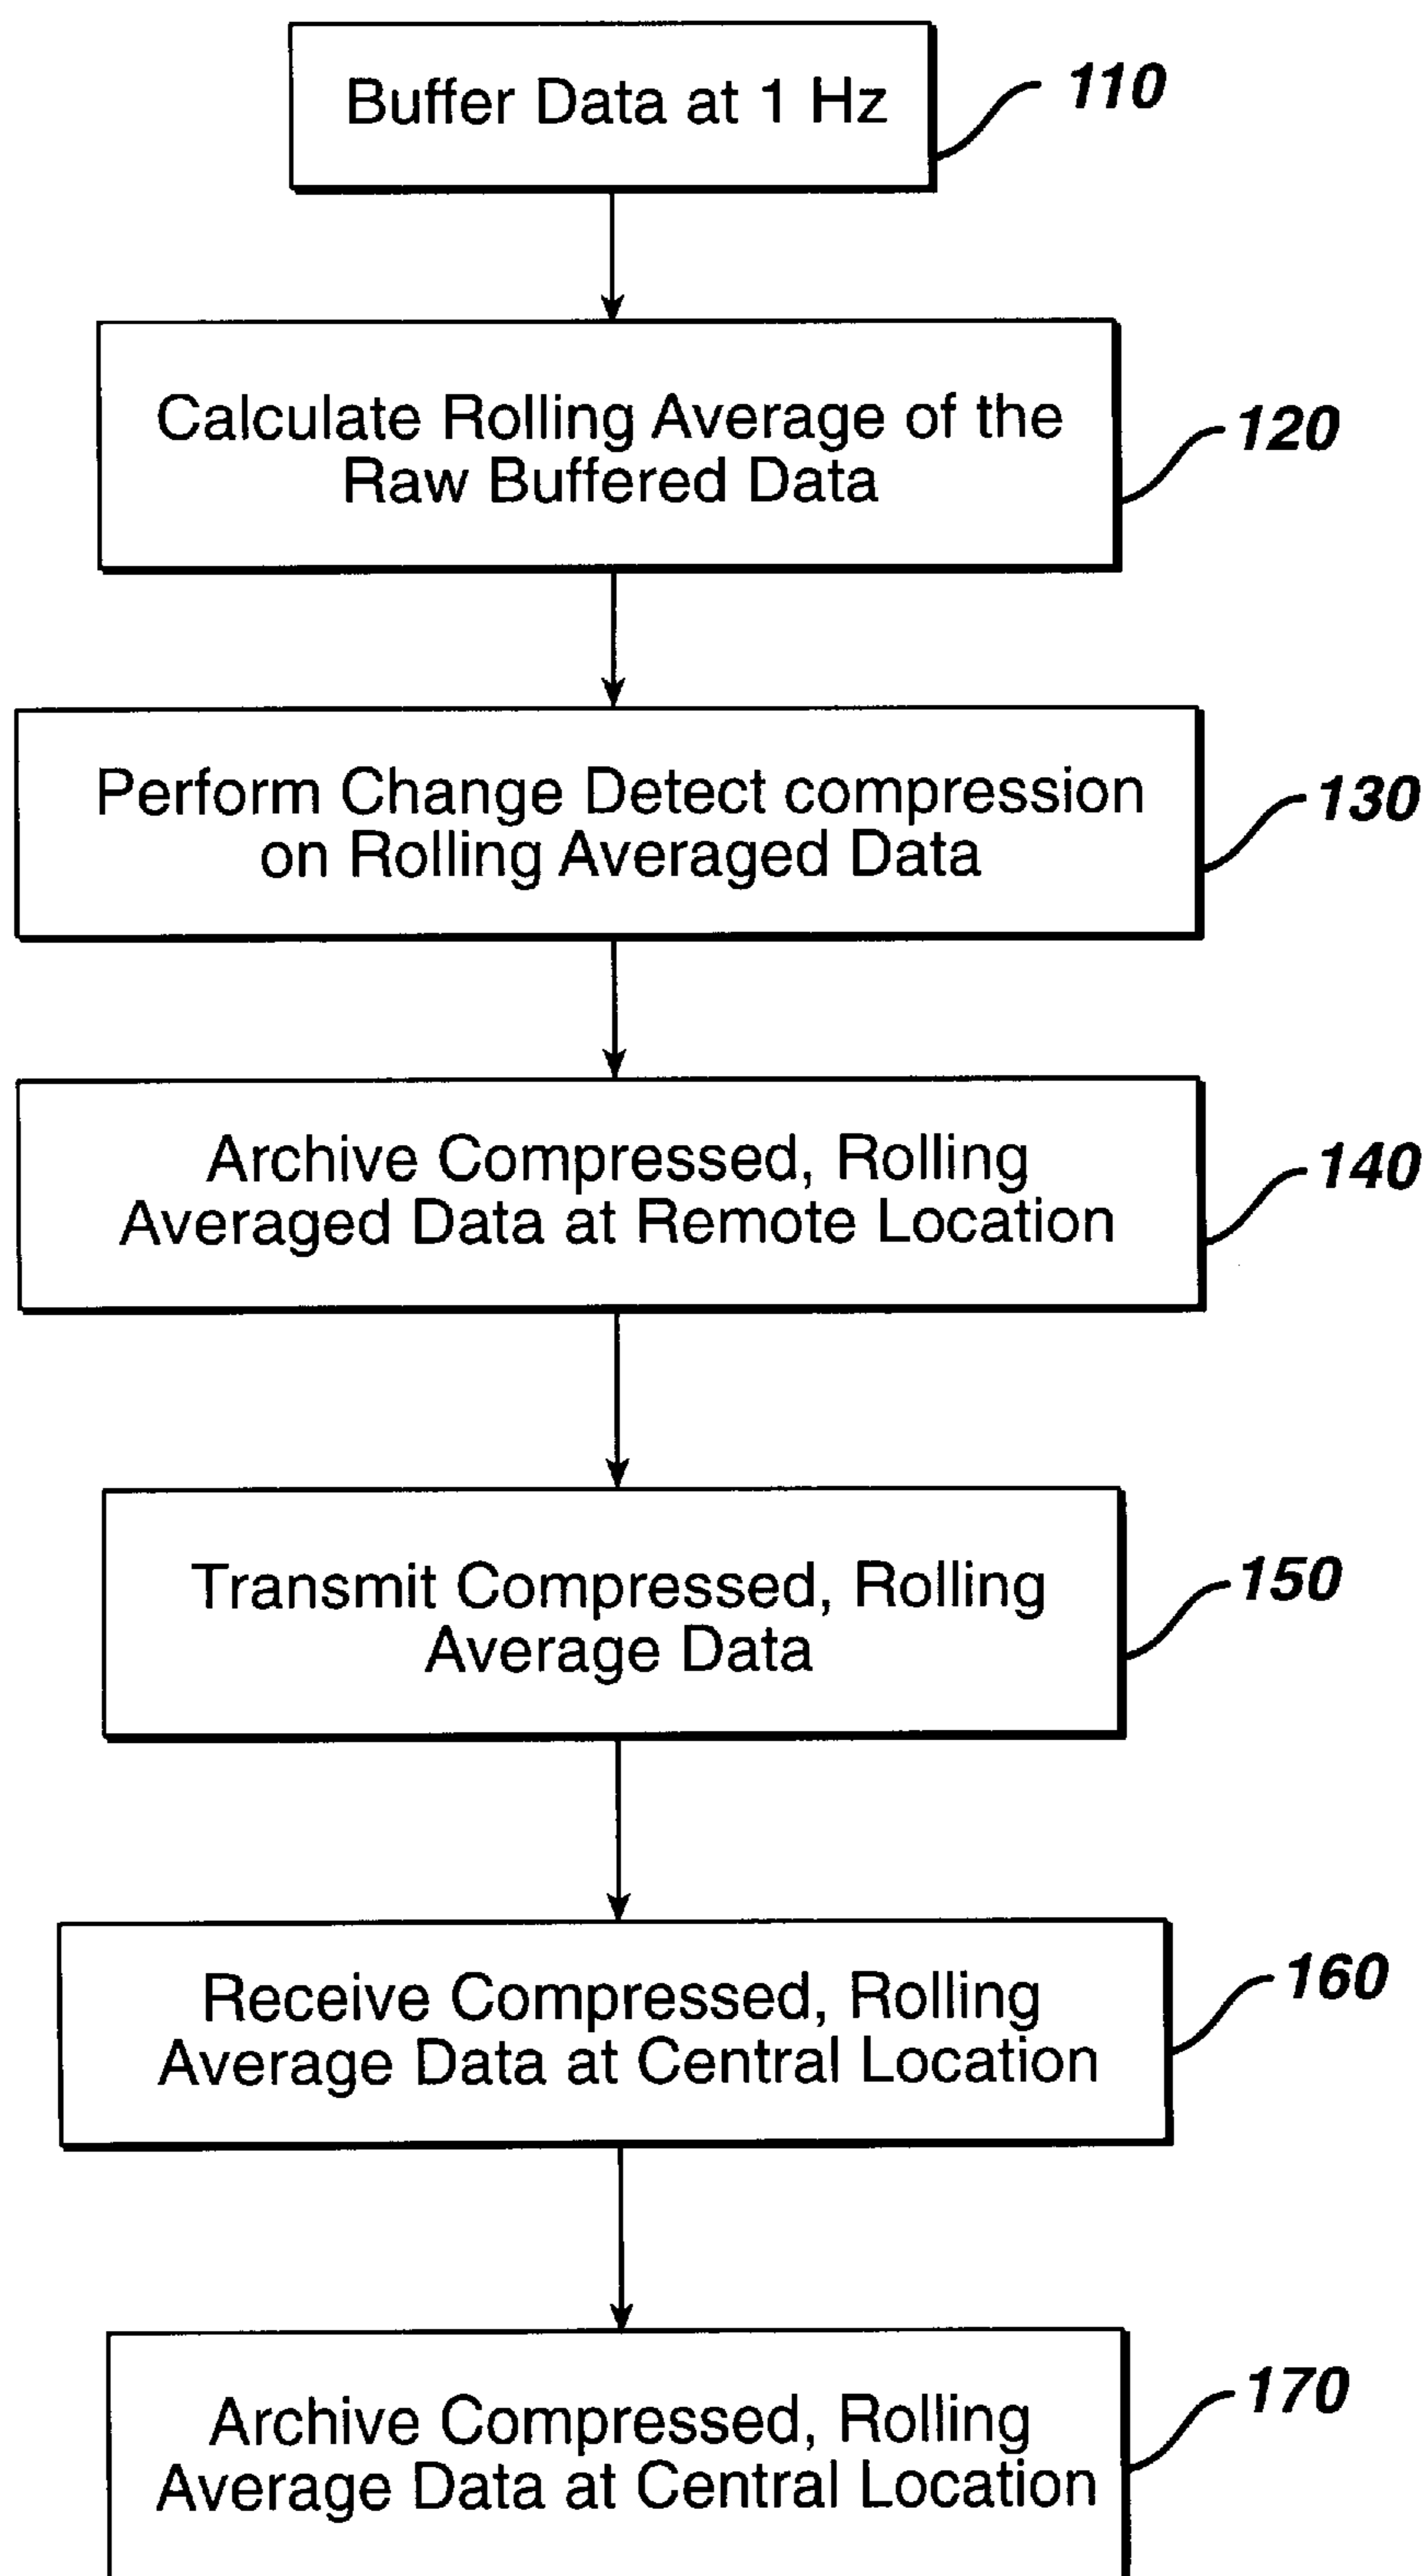 Buffer Data at 1 Hz
110
Calculate Rolling Average of the
Raw Buffered Data
120
Perform Change Detect compression
on Rolling Averaged Data
130
Archive Compressed, Rolling
Averaged Data at Remote Location
140
Transmit Compressed, Rolling
Average Data
150
Receive Compressed, Rolling
Average Data at Central Location
160
Archive Compressed, Rolling
Average Data at Central Location
170